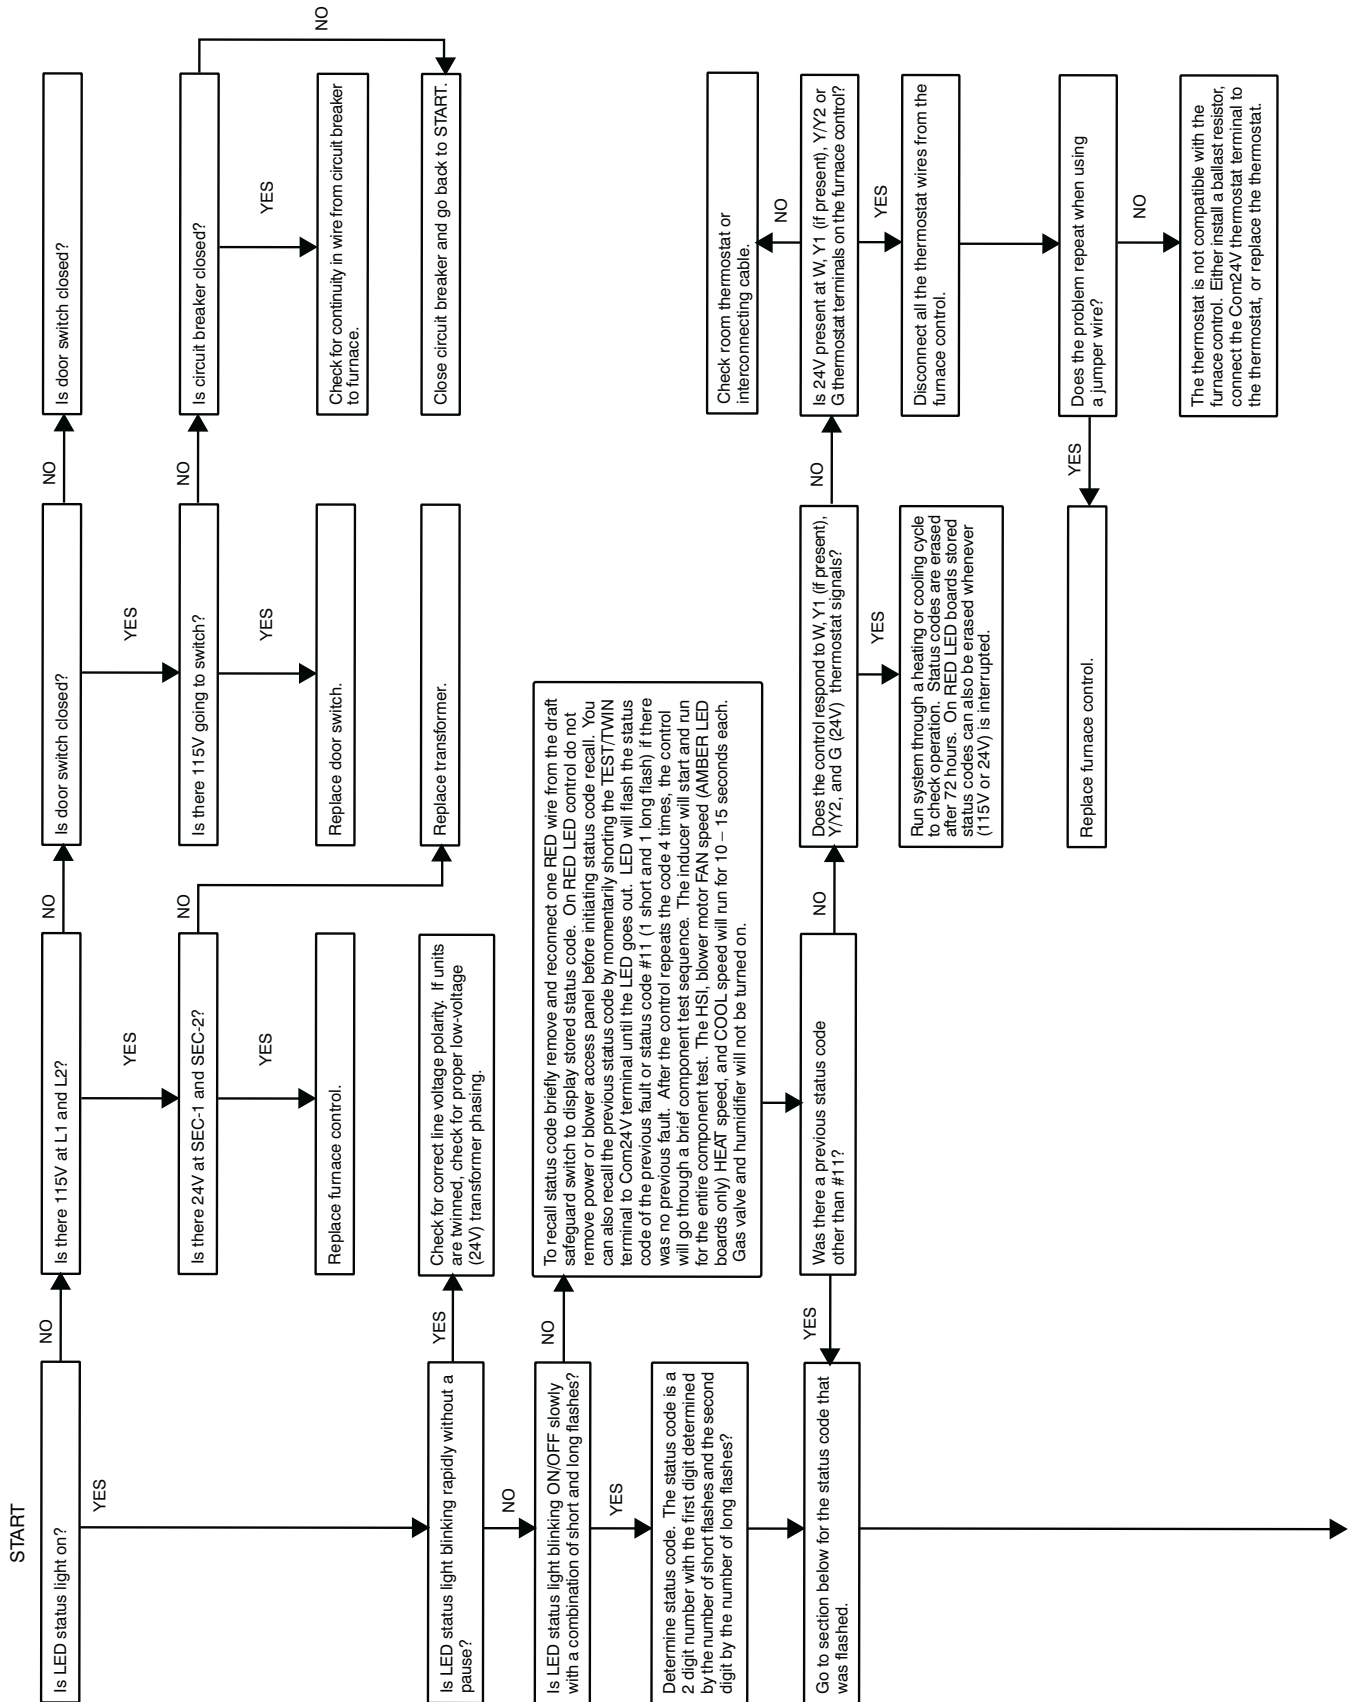 START
Is LED status light on?
NO
YES
Is there 115V at L1 and L2?
NO
YES
Is door switch closed?
NO
YES
Is door switch closed?
Is there 24V at SEC-1 and SEC-2?
NO
YES
Is there 115V going to switch?
NO
YES
Is circuit breaker closed?
NO
YES
Replace furnace control.
Replace door switch.
Check for continuity in wire from circuit breaker
to furnace.
Is LED status light blinking rapidly without a
pause?
YES
NO
Check for correct line voltage polarity. If units
are twinned, check for proper low-voltage
(24V) transformer phasing.
Replace transformer.
Close circuit breaker and go back to START.
Is LED status light blinking ON/OFF slowly
with a combination of short and long flashes?
NO
YES
To recall status code briefly remove and reconnect one RED wire from the draft
safeguard switch to display stored status code. On RED LED control do not
remove power or blower access panel before initiating status code recall. You
can also recall the previous status code by momentarily shorting the TEST/TWIN
terminal to Com24V terminal until the LED goes out. LED will flash the status
code of the previous fault or status code #11 (1 short and 1 long flash) if there
was no previous fault. After the control repeats the code 4 times, the control
will go through a brief component test sequence. The inducer will start and run
for the entire component test. The HSI, blower motor FAN speed (AMBER LED
boards only) HEAT speed, and COOL speed will run for 10 – 15 seconds each.
Gas valve and humidifier will not be turned on.
Determine status code. The status code is a
2 digit number with the first digit determined
by the number of short flashes and the second
digit by the number of long flashes?
Check room thermostat or
interconnecting cable.
Go to section below for the status code that
was flashed.
YES
Was there a previous status code
other than #11?
NO
Does the control respond to W, Y1 (if present),
Y/Y2, and G (24V) thermostat signals?
NO
YES
Is 24V present at W, Y1 (if present), Y/Y2 or
G thermostat terminals on the furnace control?
NO
YES
Run system through a heating or cooling cycle
to check operation. Status codes are erased
after 72 hours. On RED LED boards stored
status codes can also be erased whenever
(115V or 24V) is interrupted.
Disconnect all the thermostat wires from the
furnace control.
Replace furnace control.
YES
Does the problem repeat when using
a jumper wire?
NO
The thermostat is not compatible with the
furnace control. Either install a ballast resistor,
connect the Com24V thermostat terminal to
the thermostat, or replace the thermostat.